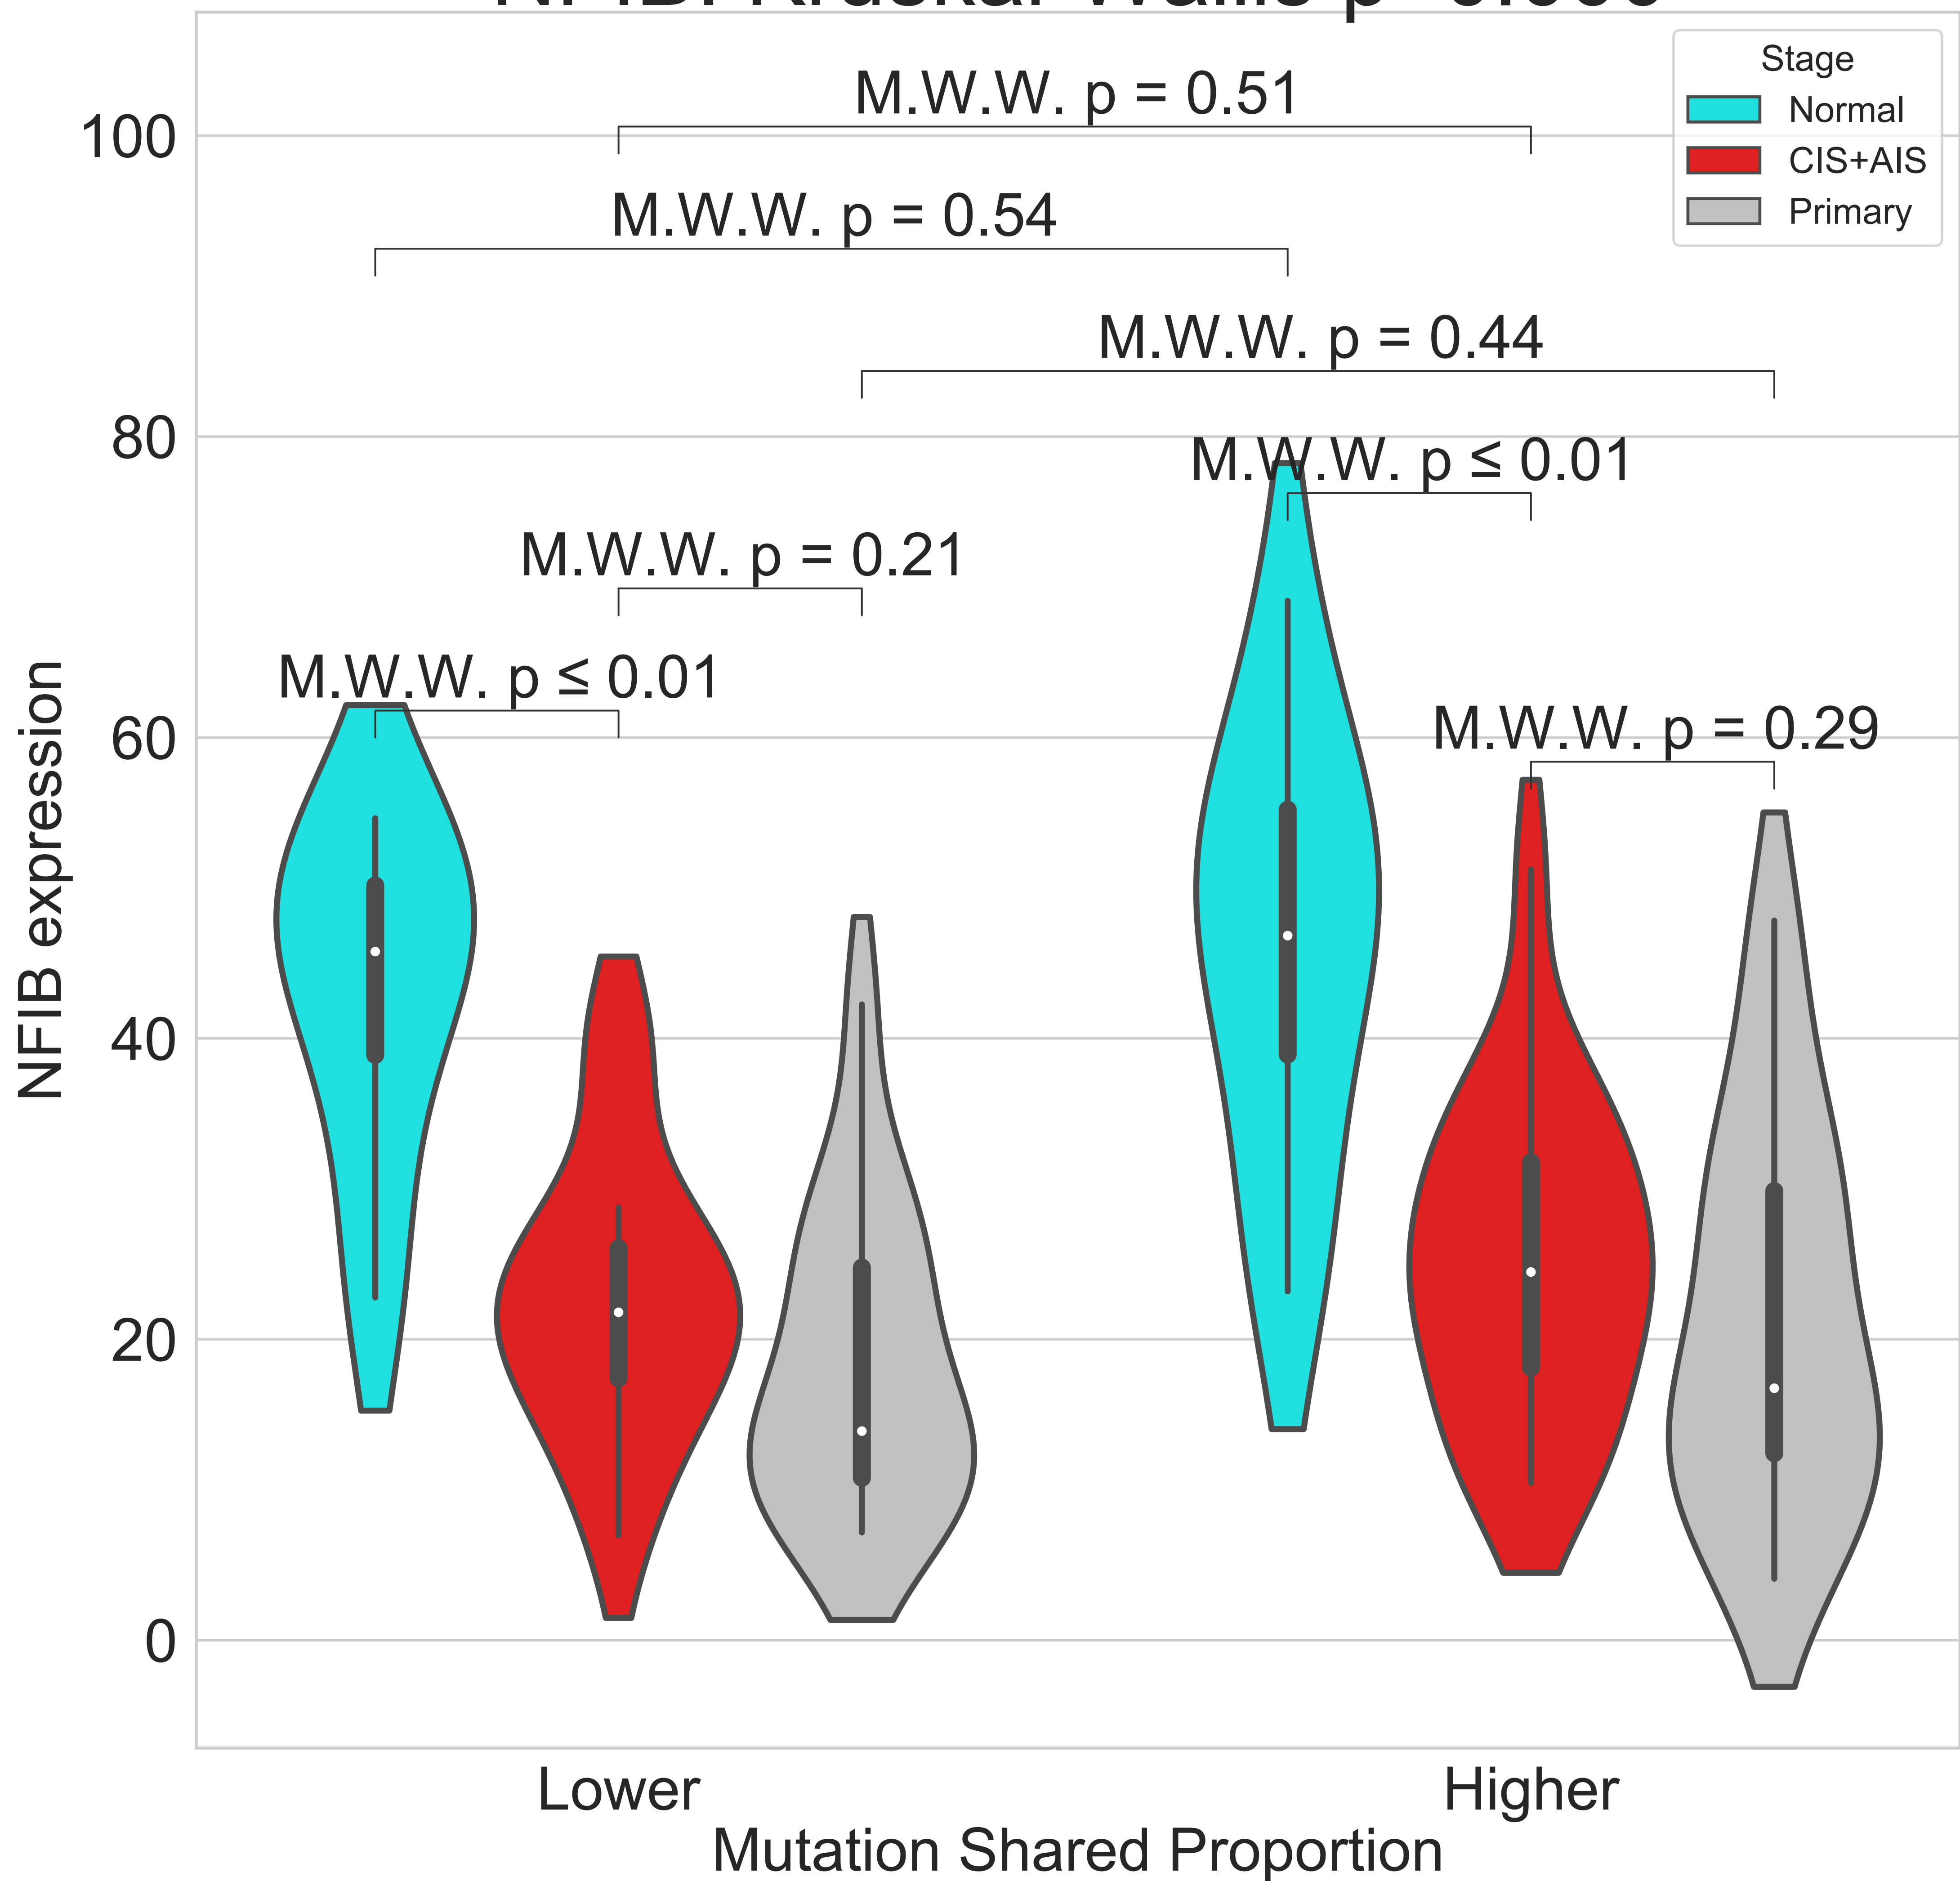 Stage
Normal
CIS+AIS
Primary
M.W.W. p = 0.51
M.W.W. p = 0.54
M.W.W. p = 0.44
M.W.W. p ≤ 0.01
M.W.W. p = 0.21
M.W.W. p ≤ 0.01
M.W.W. p = 0.29
100
80
60
40
20
0
NFIB expression
Lower
Higher
Mutation Shared Proportion